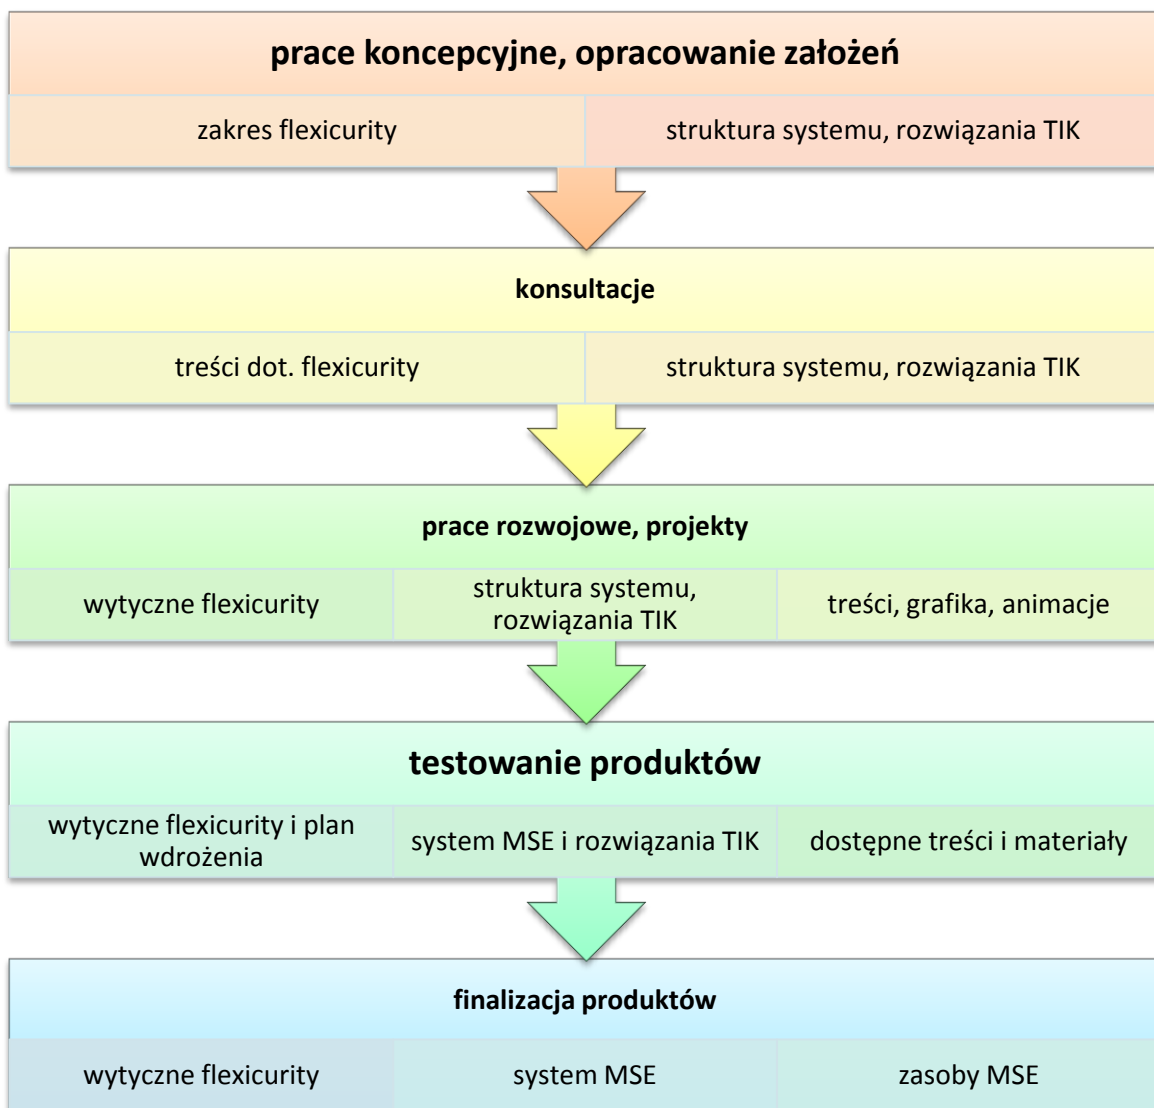 prace koncepcyjne, opracowanie założeń
zakres flexicurity
struktura systemu, rozwiązania TIK
konsultacje
treści dot. flexicurity
struktura systemu, rozwiązania TIK
prace rozwojowe, projekty
wytyczne flexicurity
struktura systemu,
rozwiązania TIK
treści, grafika, animacje
testowanie produktów
wytyczne flexicurity i plan
wdrożenia
system MSE i rozwiązania TIK
dostępne treści i materiały
finalizacja produktów
wytyczne flexicurity
system MSE
zasoby MSE